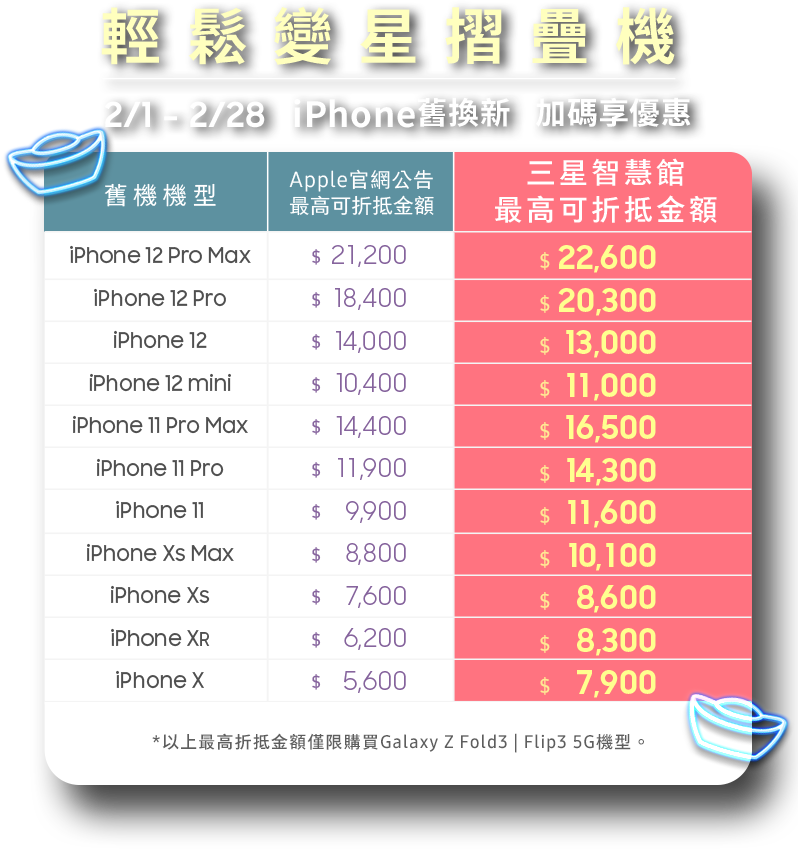 輕鬆變星摺疊機
2/1 - 2/28 iPhone舊換新 加碼享優惠
舊機機型
Apple官網公告
最高可折抵金額
三星智慧館
最高可折抵金額
iPhone 12 Pro Max $ 21,200 $ 22,600
iPhone 12 Pro $ 18,400 $ 20,300
iPhone 12 $ 14,000 $ 13,000
iPhone 12 mini $ 10,400 $ 11,000
iPhone 11 Pro Max $ 14,400 $ 16,500
iPhone 11 Pro $ 11,900 $ 14,300
iPhone 11 $ 9,900 $ 11,600
iPhone Xs Max $ 8,800 $ 10,100
iPhone Xs $ 7,600 $ 8,600
iPhone XR $ 6,200 $ 8,300
iPhone X $ 5,600 $ 7,900
*以上最高折抵金額僅限購買Galaxy Z Fold3 | Flip3 5G機型。